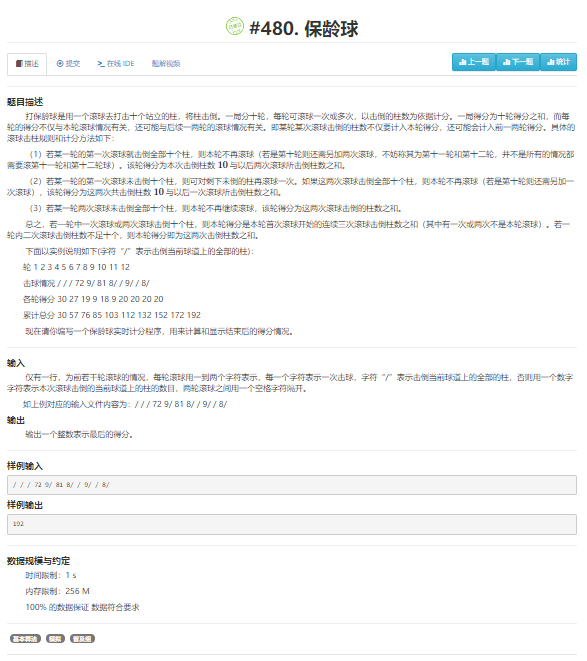 #480. 保龄球
描述
提交
在线 IDE
题解视频
上一题
下一题
统计
题目描述
打保龄球是用一个滚球去打击十个站立的柱，将柱击倒。一局分十轮，每轮可滚球一次或多次，以击倒的柱数为依据计分。一局得分为十轮得分之和，而每
轮的得分不仅与本轮滚球情况有关，还可能与后续一两轮的滚球情况有关。即某轮某次滚球击倒的柱数不仅要计入本轮得分，还可能会计入前一两轮得分。具体的
滚球击柱规则和计分方法如下：
（1）若某一轮的第一次滚球就击倒全部十个柱，则本轮不再滚球（若是第十轮则还需另加两次滚球，不妨称其为第十一轮和第十二轮，并不是所有的情况都
需要滚第十一轮和第十二轮球）。该轮得分为本次击倒柱数 10 与以后两次滚球所击倒柱数之和。
（2）若某一轮的第一次滚球未击倒十个柱，则可对剩下未倒的柱再滚球一次。如果这两次滚球击倒全部十个柱，则本轮不再滚球（若是第十轮则还需另加一
次滚球），该轮得分为这两次共击倒柱数 10 与以后一次滚球所击倒柱数之和。
（3）若某一轮两次滚球未击倒全部十个柱，则本轮不再继续滚球，该轮得分为这两次滚球击倒的柱数之和。
总之，若一轮中一次滚球或两次滚球击倒十个柱，则本轮得分是本轮首次滚球开始的连续三次滚球击倒柱数之和（其中有一次或两次不是本轮滚球）。若一
轮内二次滚球击倒柱数不足十个，则本轮得分即为这两次击倒柱数之和。
下面以实例说明如下(字符 “/” 表示击倒当前球道上的全部的柱):
轮 1 2 3 4 5 6 7 8 9 10 11 12
击球情况 / / / 72 9/ 81 8/ / 9/ / 8/
各轮得分 30 27 19 9 18 9 20 20 20 20
累计总分 30 57 76 85 103 112 132 152 172 192
现在请你编写一个保龄球实时计分程序，用来计算和显示结束后的得分情况。
输入
仅有一行，为前若干轮滚球的情况，每轮滚球用一到两个字符表示，每一个字符表示一次击球，字符 “/” 表示击倒当前球道上的全部的柱，否则用一个数字
字符表示本次滚球击倒的当前球道上的柱的数目，两轮滚球之间用一个空格字符隔开。
如上例对应的输入文件内容为：/ / / 72 9/ 81 8/ / 9/ / 8/
输出
输出一个整数表示最后的得分。
样例输入
/ / / 72 9/ 81 8/ / 9/ / 8/
样例输出
192
数据规模与约定
时间限制：1 s
内存限制：256 M
100% 的数据保证 数据符合要求
基本算法
模拟